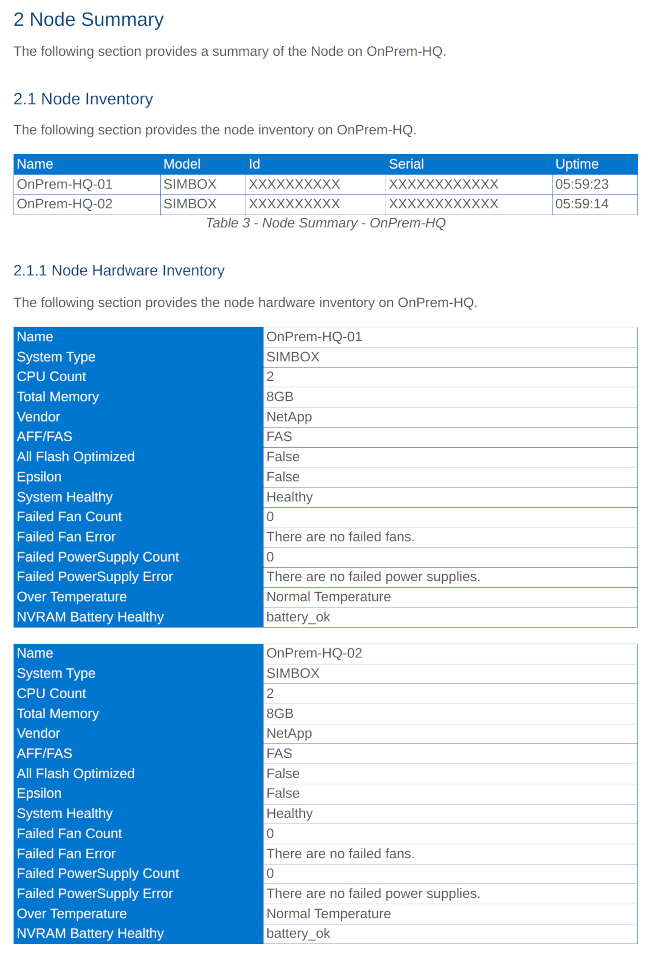 2 Node Summary
The following section provides a summary of the Node on OnPrem-HQ.
2.1 Node Inventory
The following section provides the node inventory on OnPrem-HQ.
Name Model Id Serial Uptime
OnPrem-HQ-01 SIMBOX XXXXXXXXXX XXXXXXXXXXXX 05:59:23
OnPrem-HQ-02 SIMBOX XXXXXXXXXX XXXXXXXXXXXX 05:59:14
Table 3 - Node Summary - OnPrem-HQ
2.1.1 Node Hardware Inventory
The following section provides the node hardware inventory on OnPrem-HQ.
Name OnPrem-HQ-01
System Type SIMBOX
CPU Count 2
Total Memory 8GB
Vendor NetApp
AFF/FAS FAS
All Flash Optimized False
Epsilon False
System Healthy Healthy
Failed Fan Count 0
Failed Fan Error There are no failed fans.
Failed PowerSupply Count 0
Failed PowerSupply Error There are no failed power supplies.
Over Temperature Normal Temperature
NVRAM Battery Healthy battery_ok
Name OnPrem-HQ-02
System Type SIMBOX
CPU Count 2
Total Memory 8GB
Vendor NetApp
AFF/FAS FAS
All Flash Optimized False
Epsilon False
System Healthy Healthy
Failed Fan Count 0
Failed Fan Error There are no failed fans.
Failed PowerSupply Count 0
Failed PowerSupply Error There are no failed power supplies.
Over Temperature Normal Temperature
NVRAM Battery Healthy battery_ok